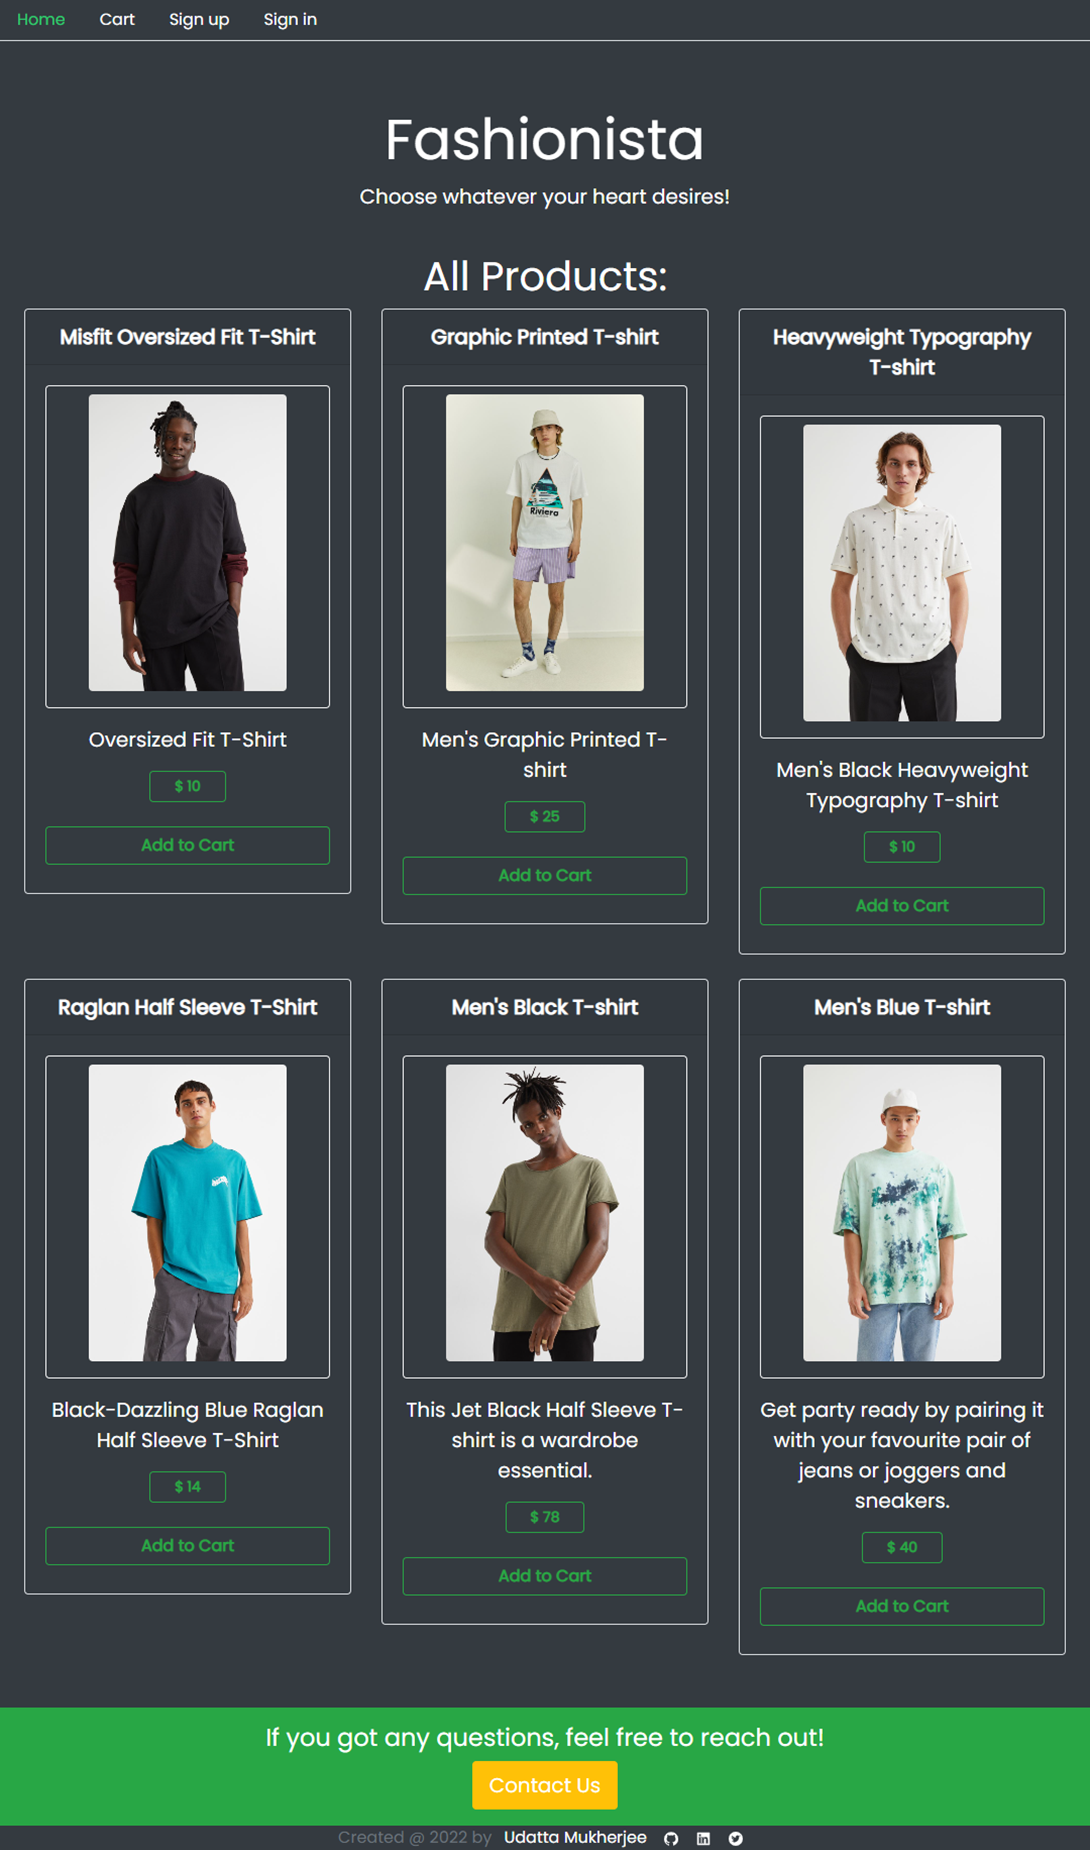 Home Cart Sign up Sign in
Fashionista
Choose whatever your heart desires!
All Products:
Misfit Oversized Fit T-Shirt
Oversized Fit T-Shirt
$ 10
Add to Cart
Graphic Printed T-shirt
Riviera
Men's Graphic Printed T-
shirt
$ 25
Add to Cart
Heavyweight Typography
T-shirt
Men's Black Heavyweight
Typography T-shirt
$ 10
Add to Cart
Raglan Half Sleeve T-Shirt
Black-Dazzling Blue Raglan
Half Sleeve T-Shirt
$ 14
Add to Cart
Men's Black T-shirt
This Jet Black Half Sleeve T-
shirt is a wardrobe
essential.
$ 78
Add to Cart
Men's Blue T-shirt
Get party ready by pairing it
with your favourite pair of
jeans or joggers and
sneakers.
$ 40
Add to Cart
If you got any questions, feel free to reach out!
Contact Us
Created @ 2022 by Udatta Mukherjee